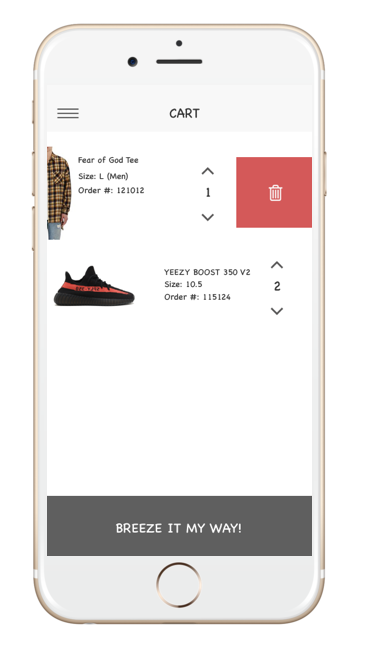 CART
Fear of God Tee
Size: L (Men)
Order #: 121012
1
YEEZY BOOST 350 V2
Size: 10.5
Order #: 115124
2
BREEZE IT MY WAY!